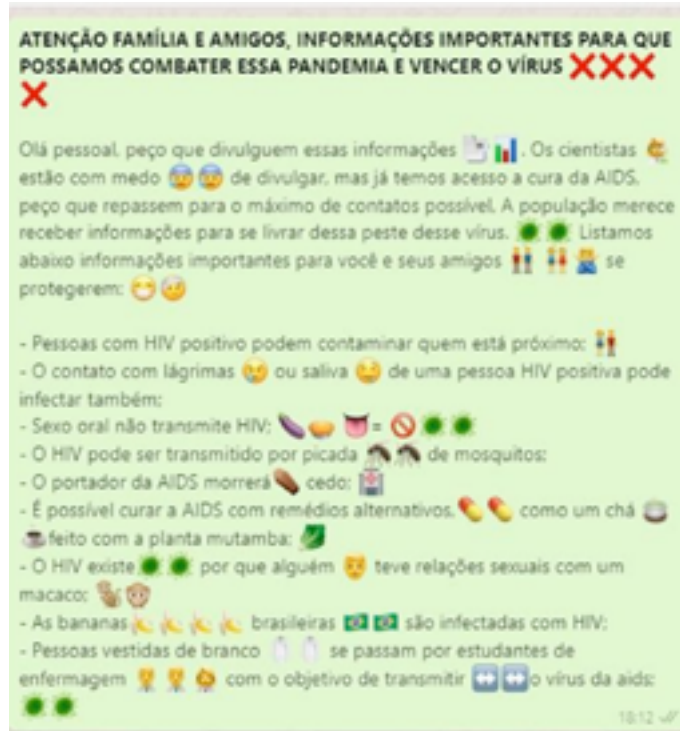 ATENÇÃO FAMÍLIA E AMIGOS, INFORMAÇÕES IMPORTANTES PARA QUE
POSSAMOS COMBATER ESSA PANDEMIA E VENCER O VÍRUS ❌❌❌
❌
Olá pessoal, peço que divulguem essas informações 📄📊. Os cientistas
estão com medo 😰😰 de divulgar, mas já temos acesso a cura da AIDS,
peço que repassem para o máximo de contatos possível. A população merece
receber informações para se livrar dessa peste desse vírus. Listamos
abaixo informações importantes para você e seus amigos se
protegerem: 😷🤕
- Pessoas com HIV positivo podem contaminar quem está próximo;
- O contato com lágrimas 😢 ou saliva de uma pessoa HIV positiva pode
infectar também;
- Sexo oral não transmite HIV; 🍆 👅= 🚫
- O HIV pode ser transmitido por picada 🦟🦟 de mosquitos;
- O portador da AIDS morrerá ⚰️ cedo; 🏥
- É possível curar a AIDS com remédios alternativos, 💊💊 como um chá
☕feito com a planta mutamba;
- O HIV existe por que alguém teve relações sexuais com um
macaco; 🐒🐵
- As bananas 🍌🍌🍌🍌 brasileiras 🇧🇷🇧🇷 são infectadas com HIV;
- Pessoas vestidas de branco se passam por estudantes de
enfermagem com o objetivo de transmitir ↔️↔️o vírus da aids;
18:12